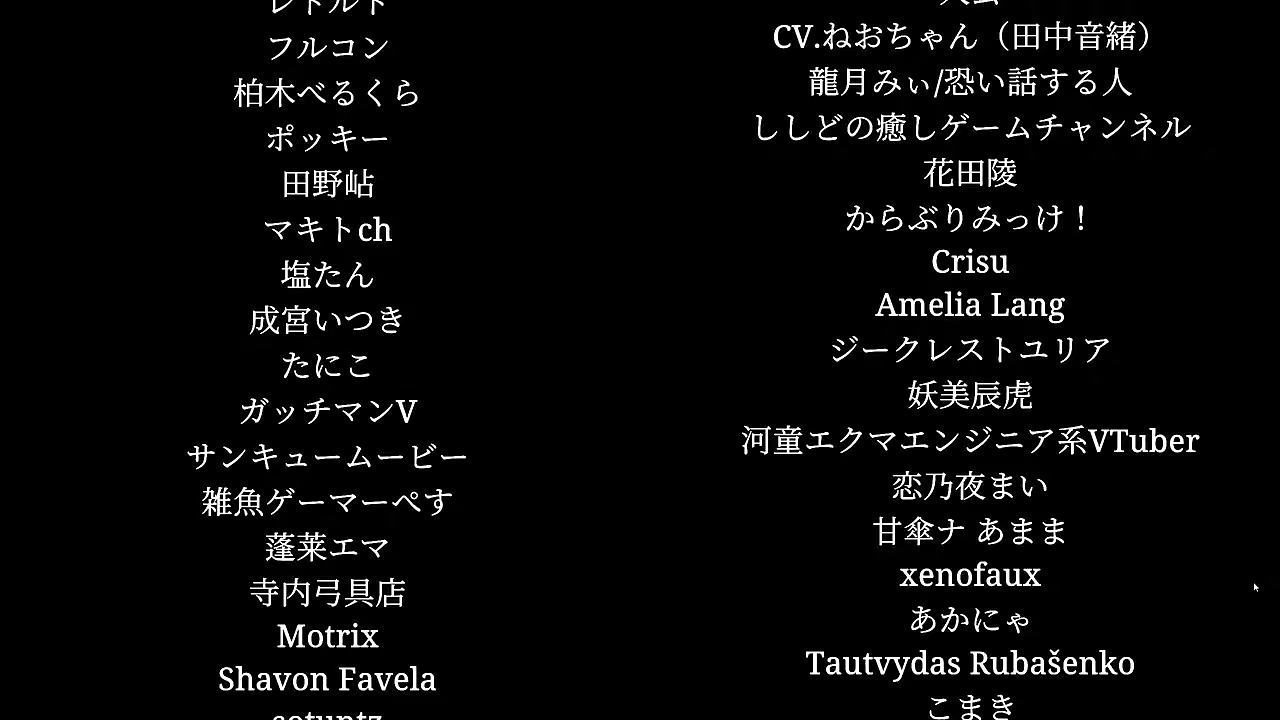 レトルト
フルコン
柏木べるくら
ポッキー
田野岾
マキトch
塩たん
成宮いつき
たにこ
ガッチマンV
サンキュームービー
雑魚ゲーマーぺす
蓬莱エマ
寺内弓具店
Motrix
Shavon Favela
CV.ねおちゃん（田中音緒）
龍月みぃ/恐い話する人
ししどの癒しゲームチャンネル
花田陵
からぶりみっけ！
Crisu
Amelia Lang
ジークレストユリア
妖美辰虎
河童エクマエンジニア系VTuber
恋乃夜まい
甘傘ナ あまま
xenofaux
あかにゃ
Tautvydas Rubašenko
こまき